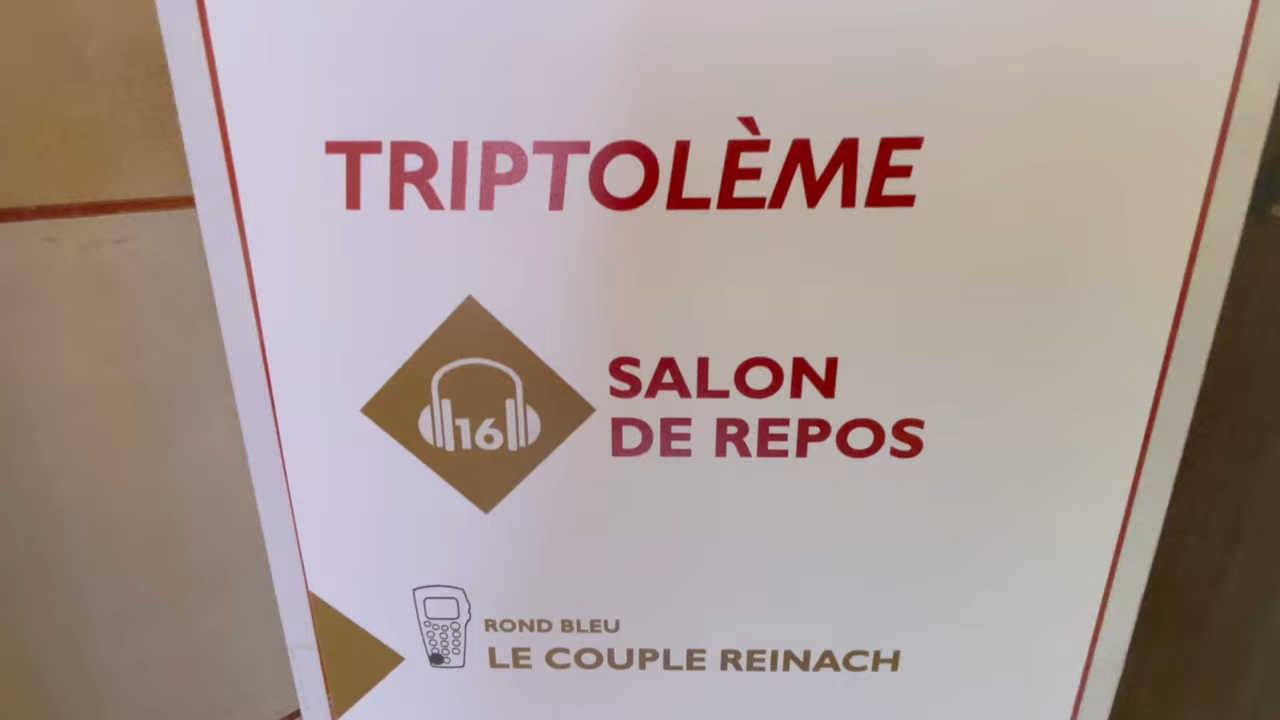 TRIPTOLÈME
16
SALON
DE REPOS
ROND BLEU
LE COUPLE REINACH